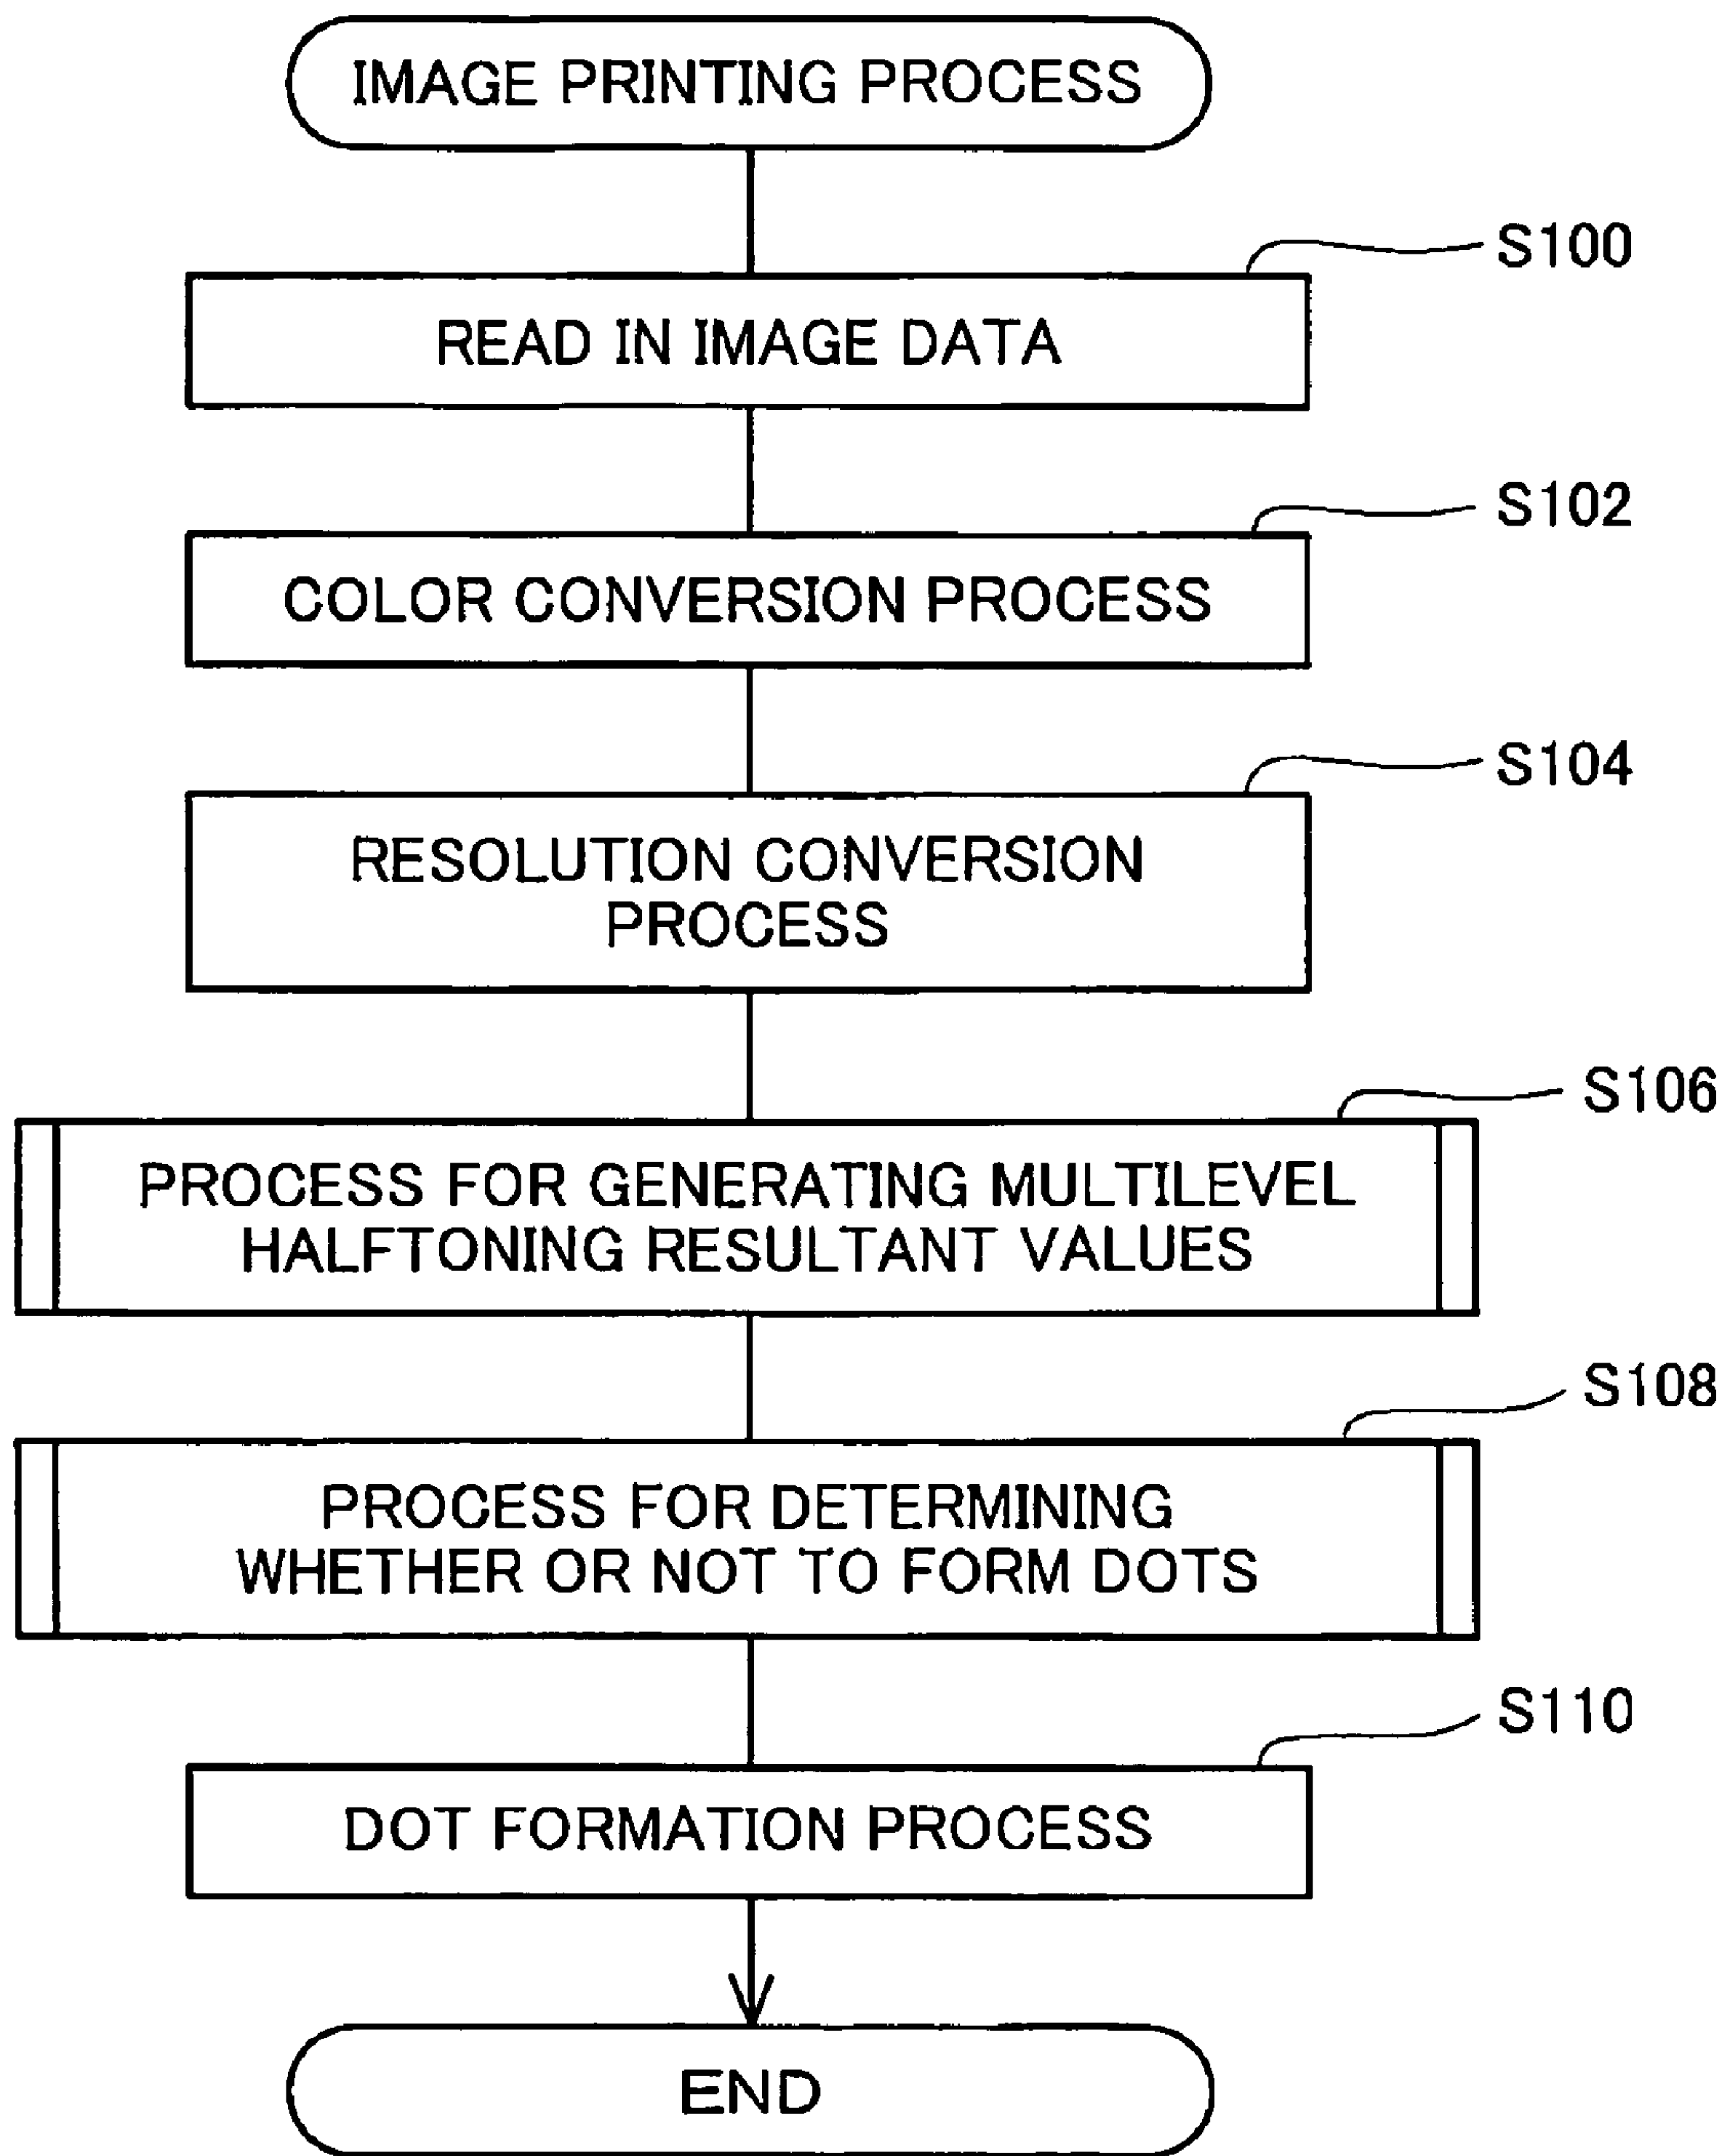 IMAGE PRINTING PROCESS
S100
READ IN IMAGE DATA
S102
COLOR CONVERSION PROCESS
S104
RESOLUTION CONVERSION
PROCESS
S106
PROCESS FOR GENERATING MULTILEVEL
HALFTONING RESULTANT VALUES
S108
PROCESS FOR DETERMINING
WHETHER OR NOT TO FORM DOTS
S110
DOT FORMATION PROCESS
END